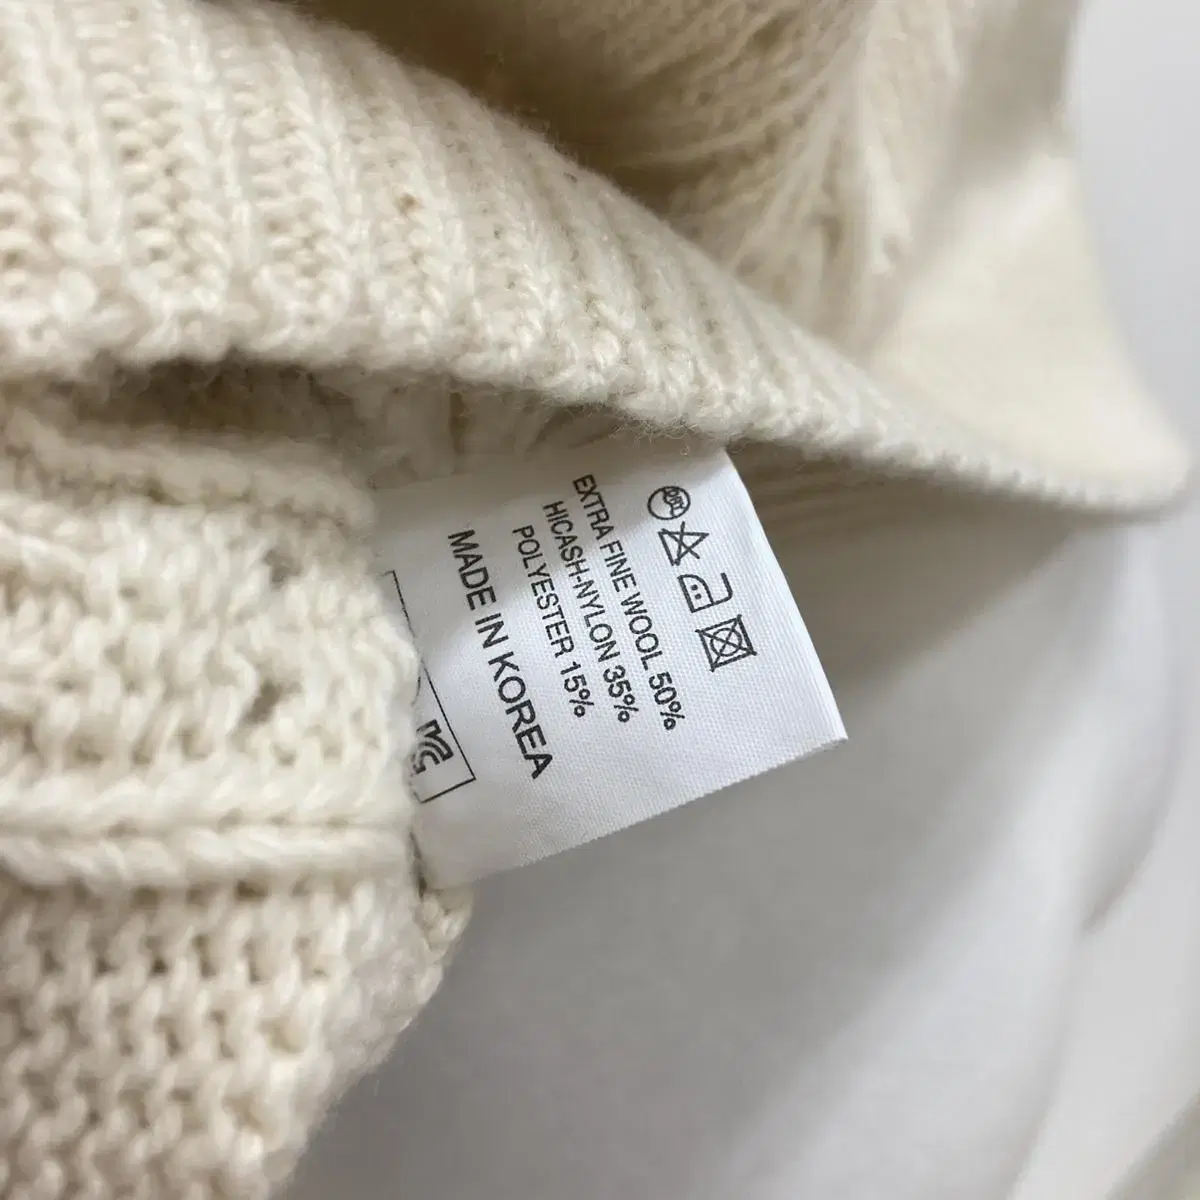 EXTRA FINE WOOL 50%
HICASH-NYLON 35%
POLYESTER 15%
MADE IN KOREA